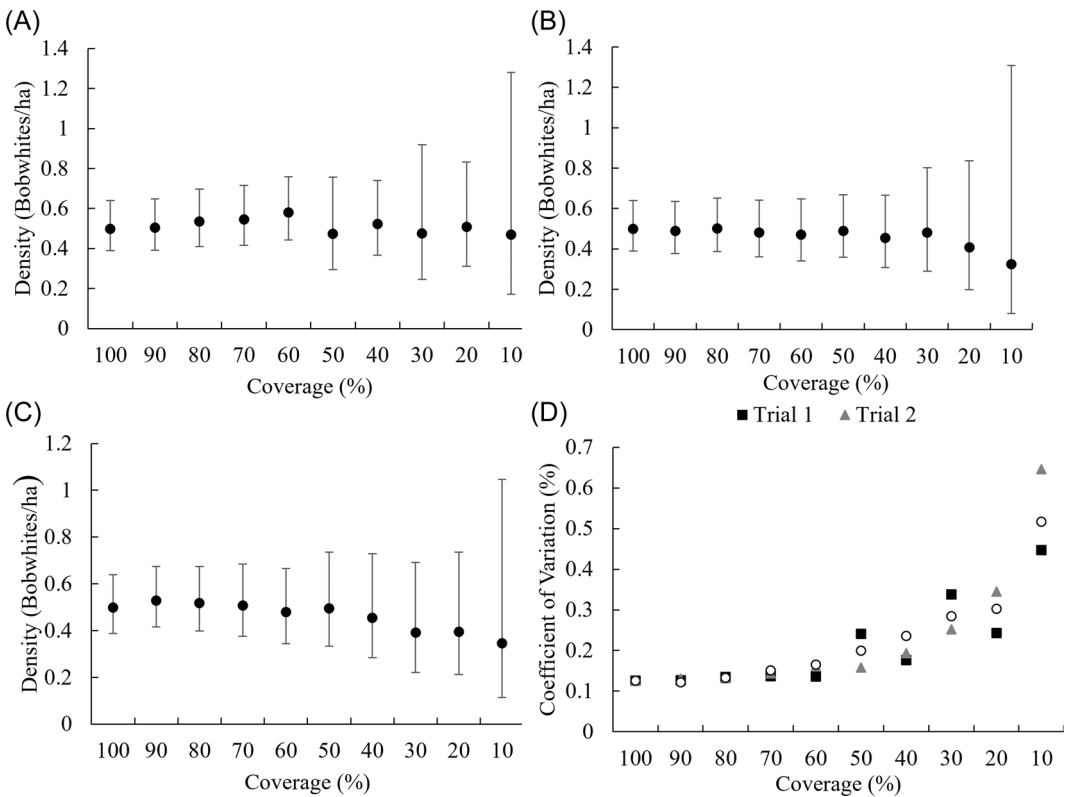 (A)
1.4
1.2
1
0.8
0.6
0.4
0.2
0
Density (Bobwhites/ha)
100 90 80 70 60 50 40 30 20 10
Coverage (%)
(B)
1.4
1.2
1
0.8
0.6
0.4
0.2
0
Density (Bobwhites/ha)
100 90 80 70 60 50 40 30 20 10
Coverage (%)
(C)
1.2
1
0.8
0.6
0.4
0.2
0
Density (Bobwhites/ha)
100 90 80 70 60 50 40 30 20 10
Coverage (%)
(D)
Trial 1 Trial 2
0.7
0.6
0.5
0.4
0.3
0.2
0.1
0
Coefficient of Variation (%)
100 90 80 70 60 50 40 30 20 10
Coverage (%)